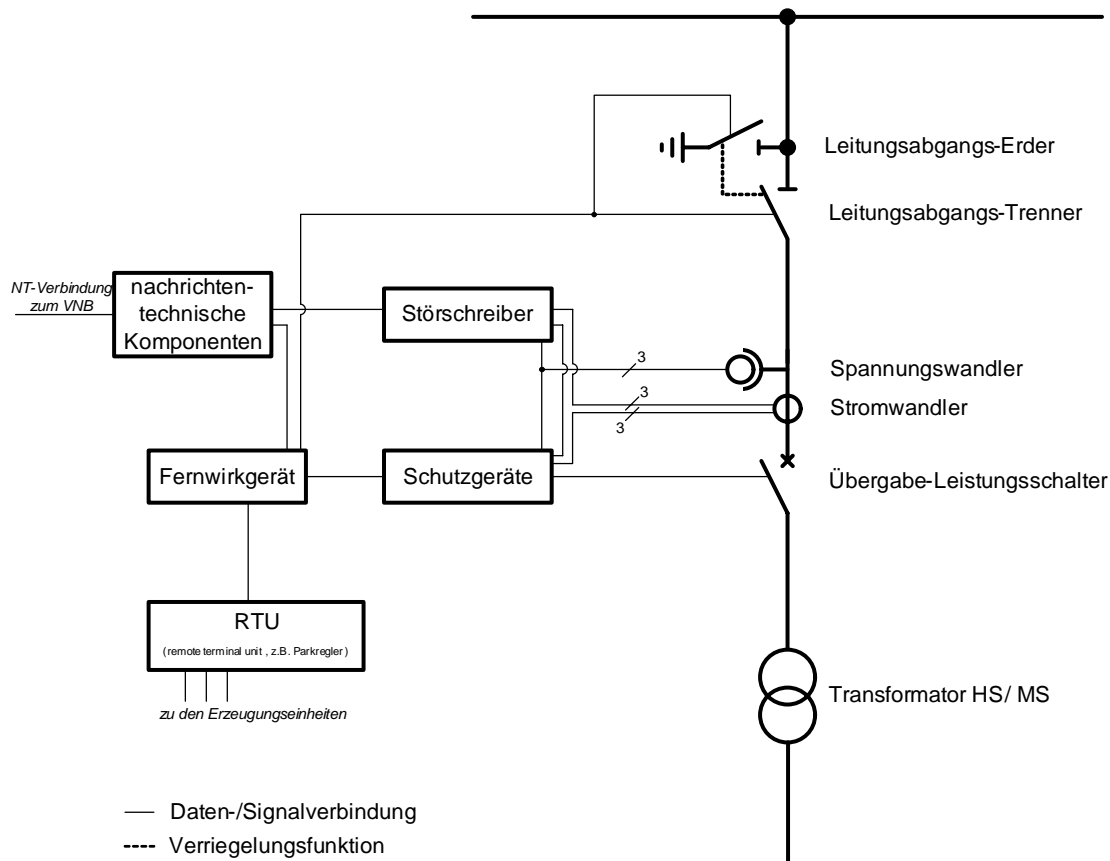 Leitungsabgangs-Erder
Leitungsabgangs-Trenner
NT-Verbindung
zum VNB
nachrichten-
technische
Komponenten
Störschreiber
3
Spannungswandler
3
Stromwandler
3
Fernwirkgerät
Schutzgeräte
Übergabe-Leistungsschalter
RTU
(remote terminal unit , z.B. Parkregler)
zu den Erzeugungseinheiten
Transformator HS/ MS
Daten-/Signalverbindung
Verriegelungsfunktion